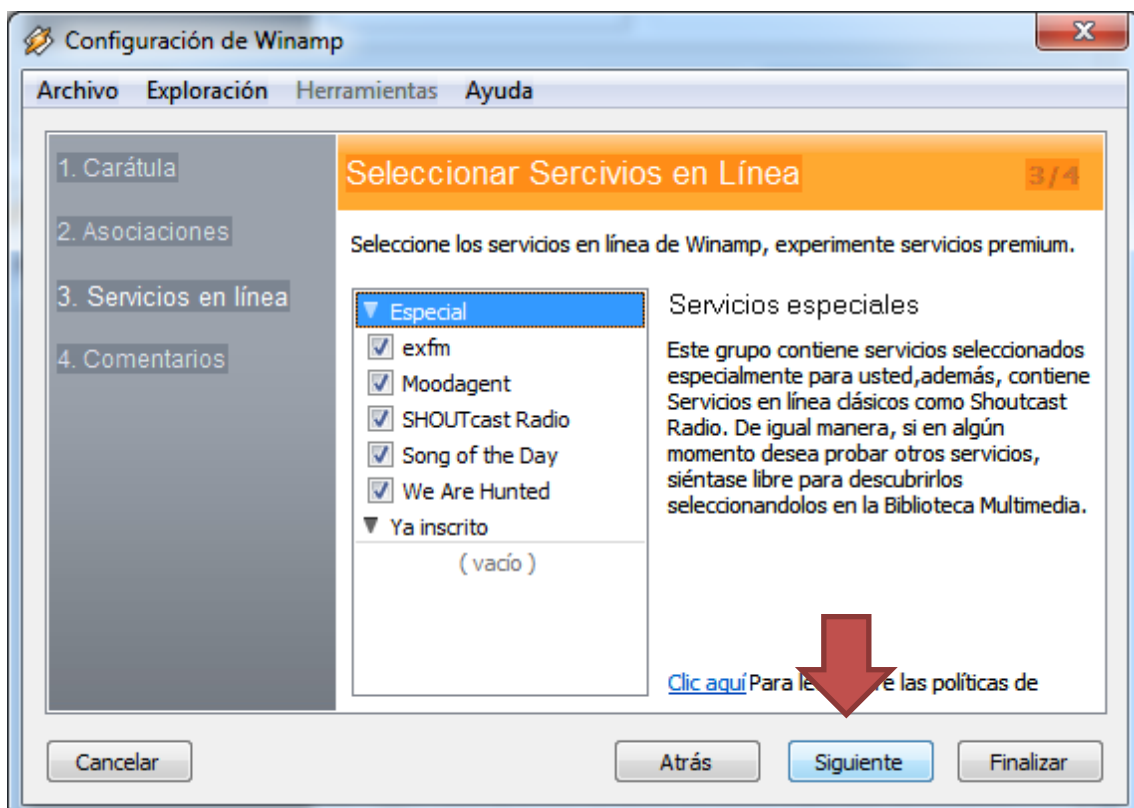 Configuración de Winamp
X
Archivo Exploración Herramientas Ayuda
1. Carátula
2. Asociaciones
3. Servicios en línea
4. Comentarios
Seleccionar Sercivios en Línea 3/4
Seleccione los servicios en línea de Winamp, experimente servicios premium.
Especial
exfm
Moodagent
SHOUTcast Radio
Song of the Day
We Are Hunted
Ya inscrito
( vacío )
Servicios especiales
Este grupo contiene servicios seleccionados
especialmente para usted,además, contiene
Servicios en línea clásicos como Shoutcast
Radio. De igual manera, si en algún
momento desea probar otros servicios,
siéntase libre para descubrirlos
seleccionandolos en la Biblioteca Multimedia.
Clic aquí Para las políticas de
Cancelar Atrás Siguiente Finalizar